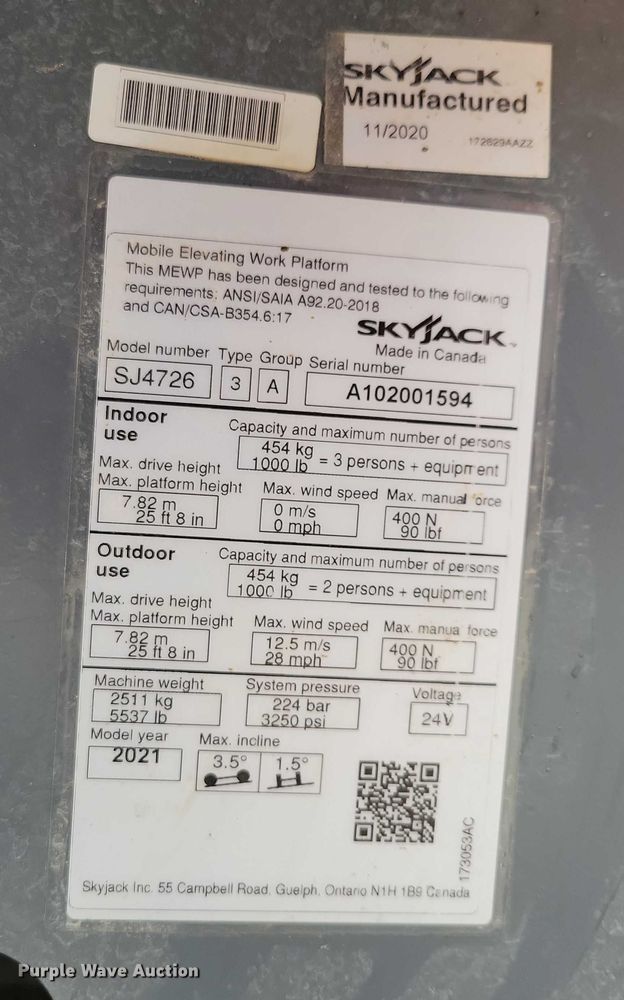 SKYJACK
Manufactured
11/2020
172829AAZZ
Mobile Elevating Work Platform
This MEWP has been designed and tested to the following
requirements: ANSI/SAIA A92.20-2018
and CAN/CSA-B354.6:17
SKYJACK
Made in Canada
Model number Type Group Serial number
SJ4726 3 A A102001594
Indoor
use
Capacity and maximum number of persons
454 kg
1000 lb = 3 persons + equipment
Max. drive height
Max. platform height Max. wind speed Max. manual orce
7.82 m 0 m/s 400 N
25 ft 8 in 0 mph 90 lbf
Outdoor
use
Capacity and maximum number of persons
454 kg
1000 lb = 2 persons + equipment
Max. drive height
Max. platform height Max. wind speed Max. manua force
7.82 m 12.5 m/s 400 N
25 ft 8 in 28 mph 90 lbf
Machine weight System pressure Voltage
2511 kg 224 bar 24V
5537 lb 3250 psi
Model year Max. incline
2021 3.5° 1.5°
173053AC
Skyjack Inc. 55 Campbell Road, Guelph, Ontario N1H 1B9 Canada
Purple Wave Auction